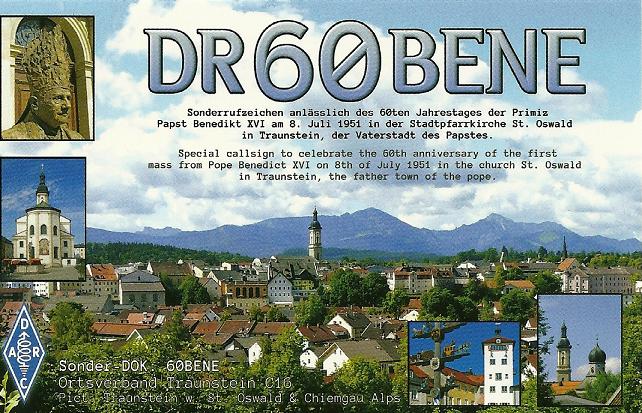 DR60BENE
Sonderrufzeichen anlässlich des 60ten Jahrestages der Primiz
Papst Benedikt XVI am 8. Juli 1951 in der Stadtpfarrkirche St. Oswald
in Traunstein, der Vaterstadt des Papstes.
Special callsign to celebrate the 60th anniversary of the first
mass from Pope Benedict XVI on 8th of July 1951 in the church St. Oswald
in Traunstein, the father town of the pope.
D
A R
C
Sonder-DOK: 60BENE
Ortsverband Traunstein C16
Pict: Traunstein w. St. Oswald & Chiemgau Alps